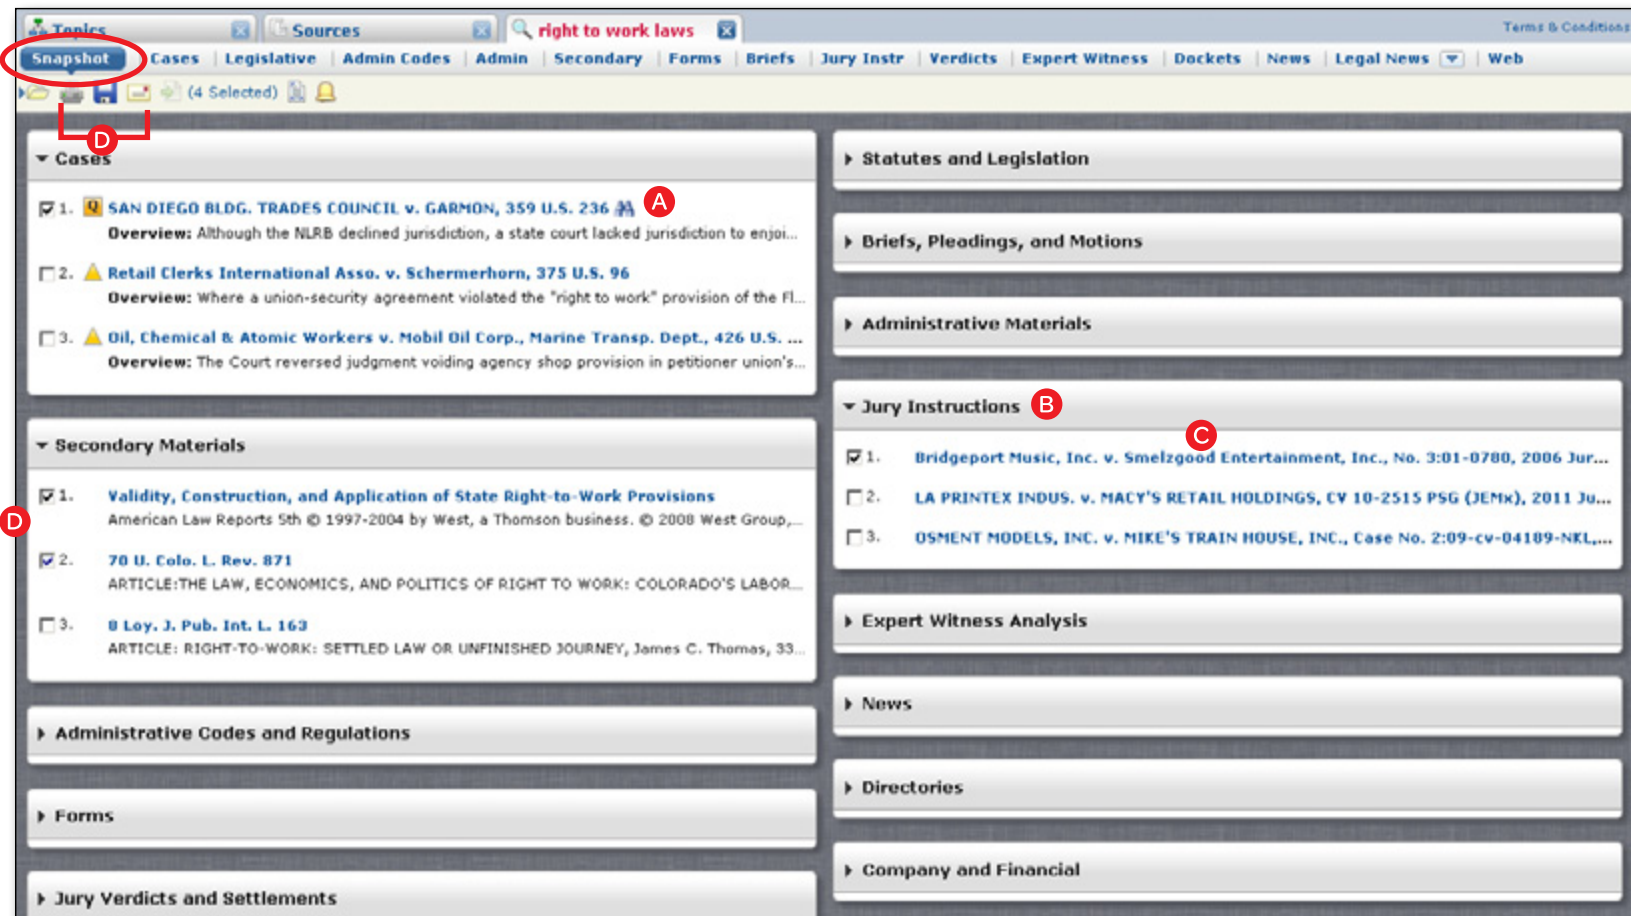 Topics
Sources
right to work laws
Terms & Conditions
Snapshot
Cases | Legislative | Admin Codes | Admin | Secondary | Forms | Briefs | Jury Instr | Verdicts | Expert Witness | Dockets | News | Legal News | Web
(4 Selected)
D
Cases
1. Q SAN DIEGO BLDG. TRADES COUNCIL v. GARMON, 359 U.S. 236 A
Overview: Although the NLRB declined jurisdiction, a state court lacked jurisdiction to enjoi...
2. Retail Clerks International Asso. v. Schermerhorn, 375 U.S. 96
Overview: Where a union-security agreement violated the "right to work" provision of the Fl...
3. Oil, Chemical & Atomic Workers v. Mobil Oil Corp., Marine Transp. Dept., 426 U.S. ...
Overview: The Court reversed judgment voiding agency shop provision in petitioner union's...
Secondary Materials
D
1. Validity, Construction, and Application of State Right-to-Work Provisions
American Law Reports 5th © 1997-2004 by West, a Thomson business. © 2008 West Group,...
2. 70 U. Colo. L. Rev. 871
ARTICLE:THE LAW, ECONOMICS, AND POLITICS OF RIGHT TO WORK: COLORADO'S LABOR...
3. 8 Loy. J. Pub. Int. L. 163
ARTICLE: RIGHT-TO-WORK: SETTLED LAW OR UNFINISHED JOURNEY, James C. Thomas, 33...
Administrative Codes and Regulations
Forms
Jury Verdicts and Settlements
Statutes and Legislation
Briefs, Pleadings, and Motions
Administrative Materials
Jury Instructions B
C
1. Bridgeport Music, Inc. v. Smelzgood Entertainment, Inc., No. 3:01-0780, 2006 Jur...
2. LA PRINTEX INDUS. v. MACY'S RETAIL HOLDINGS, CV 10-2515 PSG (JEMx), 2011 Ju...
3. OSMENT MODELS, INC. v. MIKE'S TRAIN HOUSE, INC., Case No. 2:09-cv-04189-NKL,...
Expert Witness Analysis
News
Directories
Company and Financial